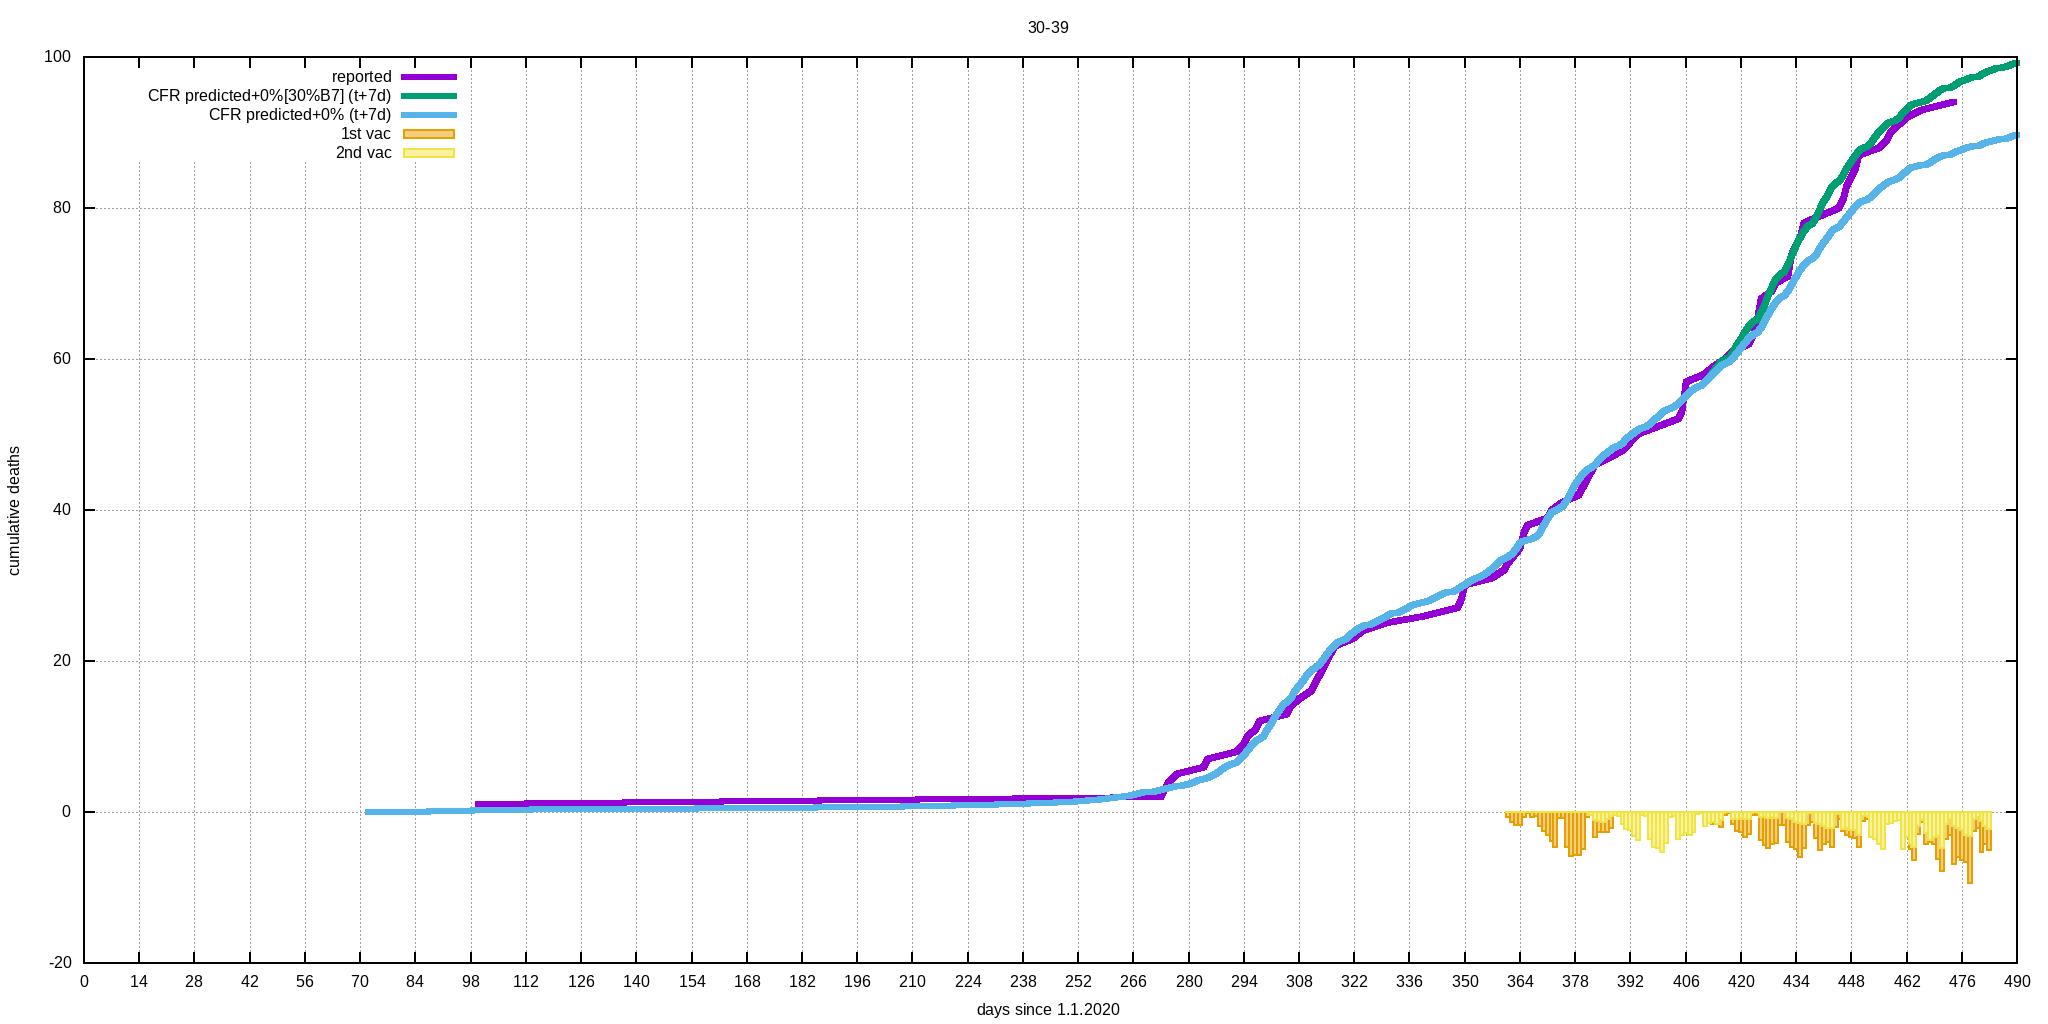 30-39
100
80
60
40
20
0
-20
cumulative deaths
reported
CFR predicted+0%[30%B7] (t+7d)
CFR predicted+0% (t+7d)
1st vac
2nd vac
0 14 28 42 56 70 84 98 112 126 140 154 168 182 196 210 224 238 252 266 280 294 308 322 336 350 364 378 392 406 420 434 448 462 476 490
days since 1.1.2020